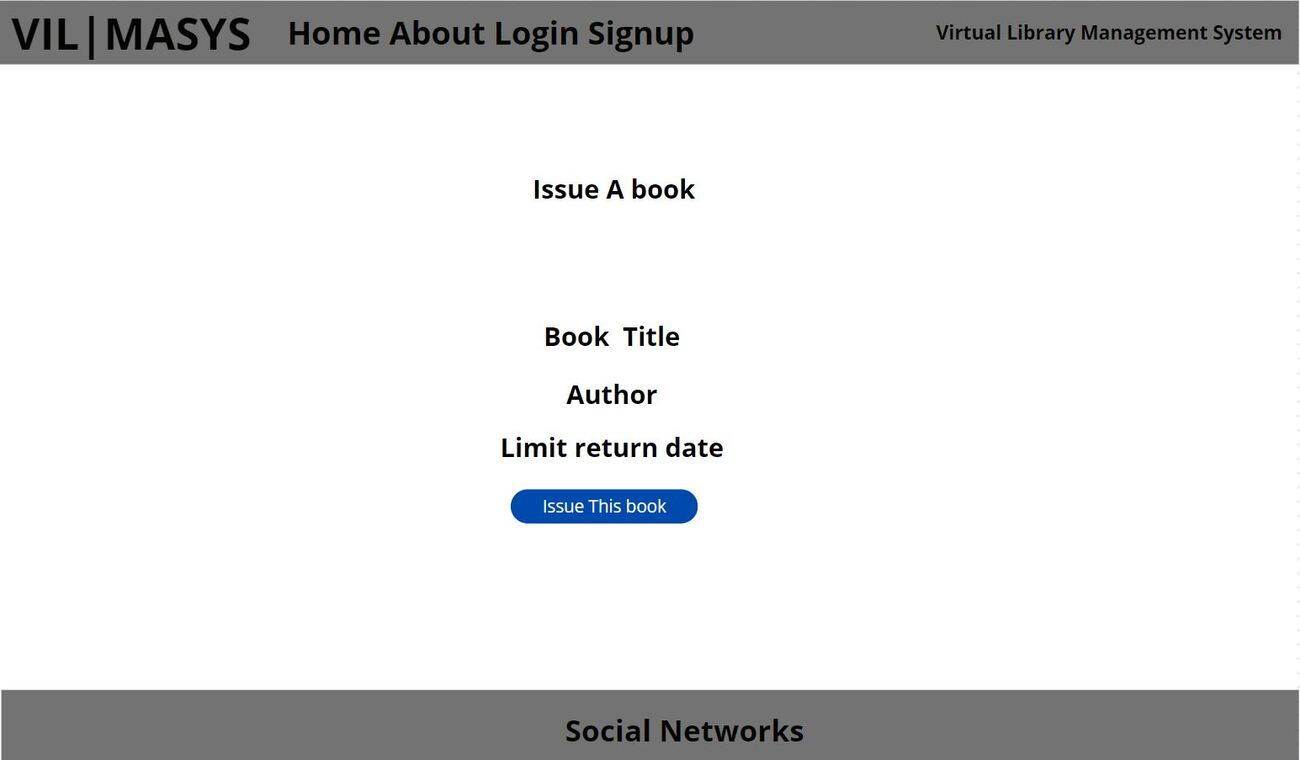 VIL|MASYS Home About Login Signup Virtual Library Management System
Issue A book
Book Title
Author
Limit return date
Issue This book
Social Networks